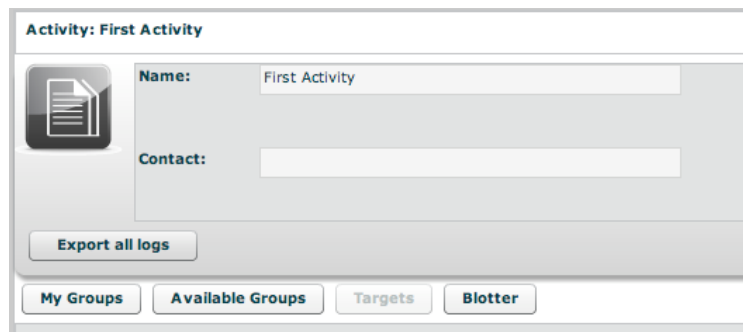 Activity: First Activity
Name: First Activity
Contact:
Export all logs
My Groups Available Groups Targets Blotter